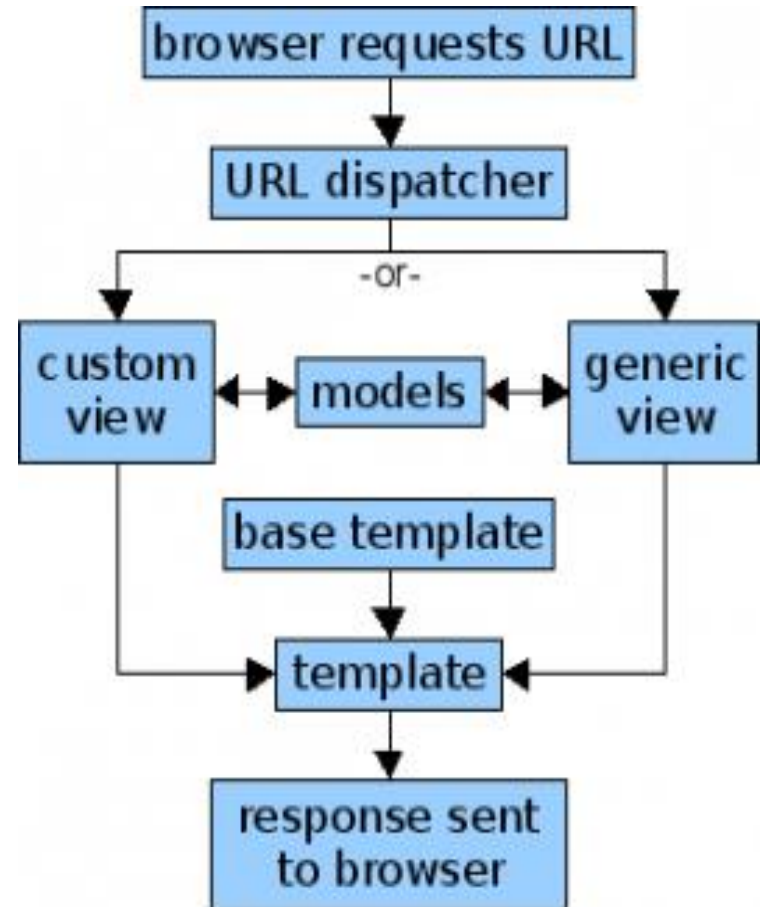 browser requests URL
URL dispatcher
-or-
custom
view
models
generic
view
base template
template
response sent
to browser